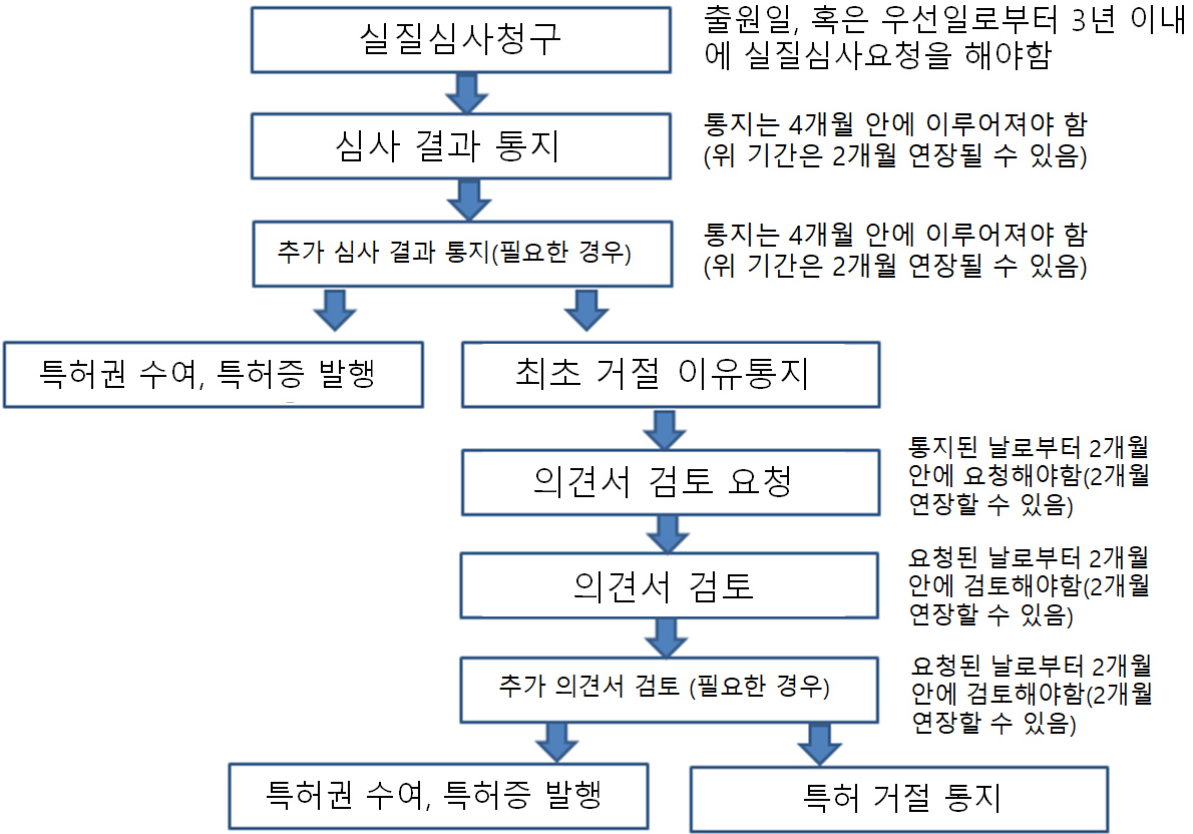 실질심사청구
출원일, 혹은 우선일로부터 3년 이내
에 실질심사요청을 해야함
심사 결과 통지
통지는 4개월 안에 이루어져야 함
(위 기간은 2개월 연장될 수 있음)
추가 심사 결과 통지(필요한 경우)
통지는 4개월 안에 이루어져야 함
(위 기간은 2개월 연장될 수 있음)
특허권 수여, 특허증 발행
최초 거절 이유통지
의견서 검토 요청
통지된 날로부터 2개월
안에 요청해야함(2개월
연장할 수 있음)
의견서 검토
요청된 날로부터 2개월
안에 검토해야함(2개월
연장할 수 있음)
추가 의견서 검토 (필요한 경우)
요청된 날로부터 2개월
안에 검토해야함(2개월
연장할 수 있음)
특허권 수여, 특허증 발행
특허 거절 통지